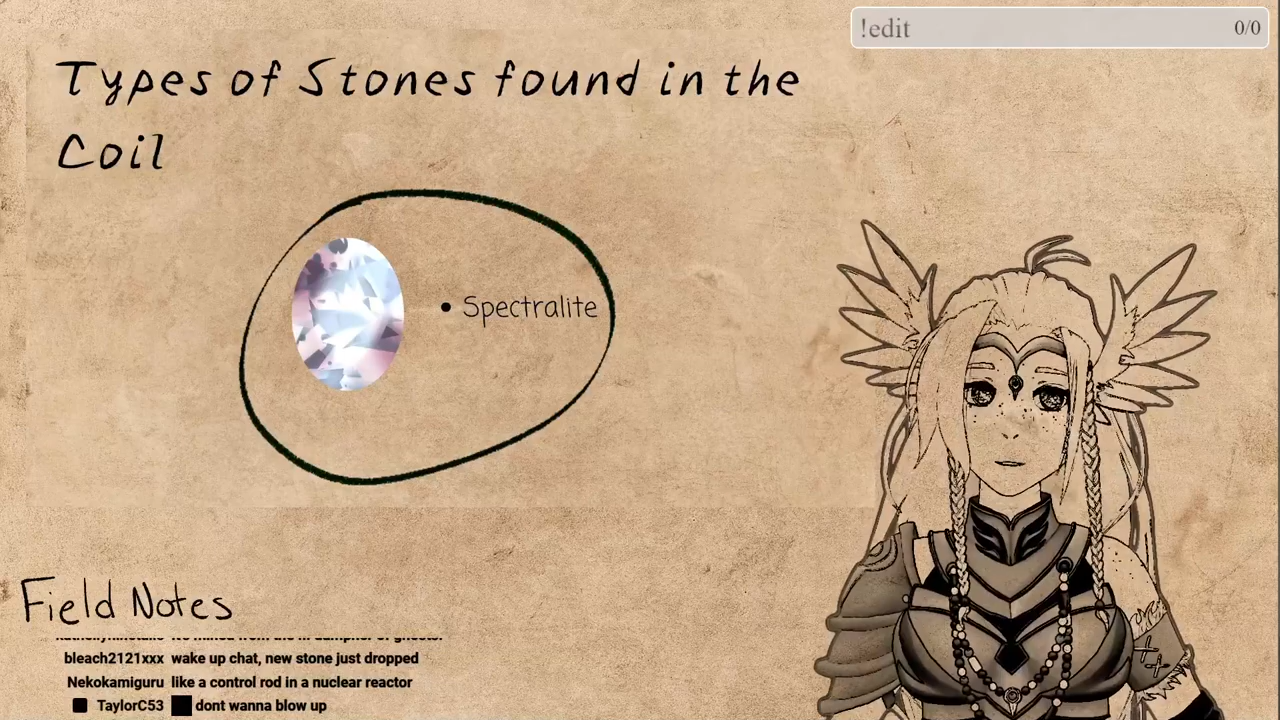 !edit 0/0
Types of Stones found in the
Coil
• Spectralite
Field Notes
bleach2121xxx wake up chat, new stone just dropped
Nekokamiguru like a control rod in a nuclear reactor
TaylorC53 dont wanna blow up